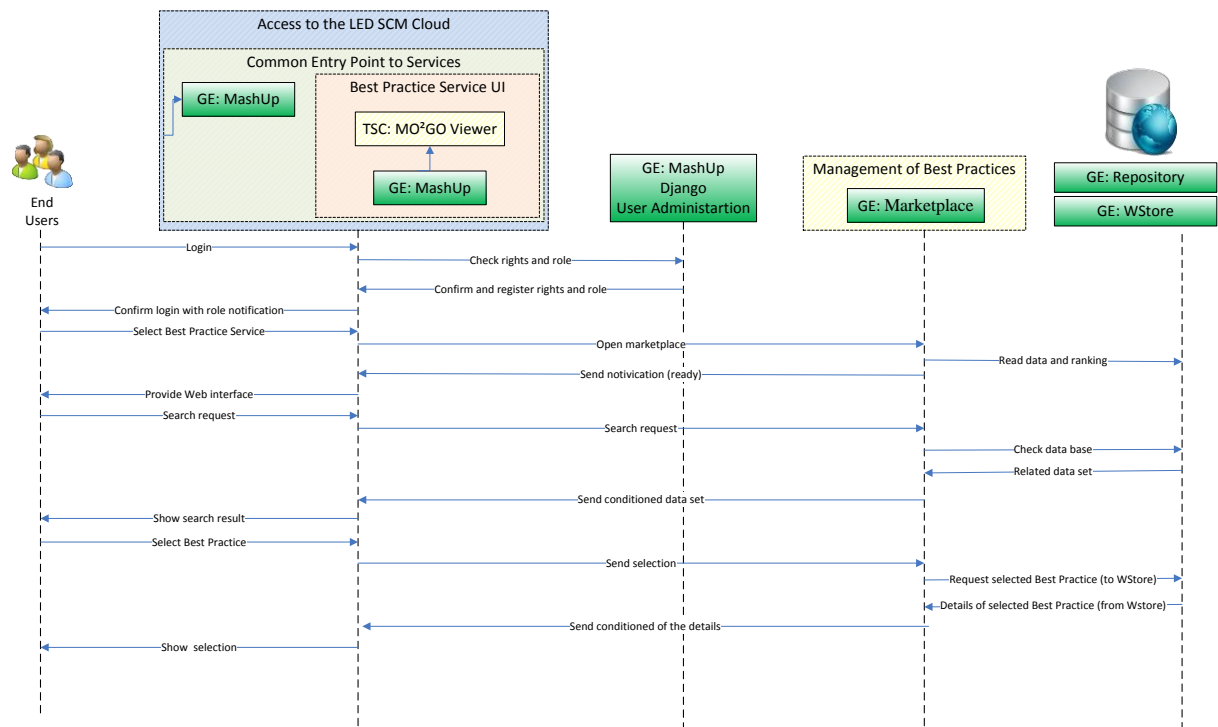 Access to the LED SCM Cloud
Common Entry Point to Services
GE: MashUp
Best Practice Service UI
TSC: MO²GO Viewer
GE: MashUp
End
Users
GE: MashUp
Django
User Administartion
Management of Best Practices
GE: Marketplace
GE: Repository
GE: WStore
Login
Check rights and role
Confirm and register rights and role
Confirm login with role notification
Select Best Practice Service
Open marketplace
Read data and ranking
Send notivication (ready)
Provide Web interface
Search request
Search request
Check data base
Related data set
Send conditioned data set
Show search result
Select Best Practice
Send selection
Request selected Best Practice (to WStore)
Details of selected Best Practice (from Wstore)
Send conditioned of the details
Show selection